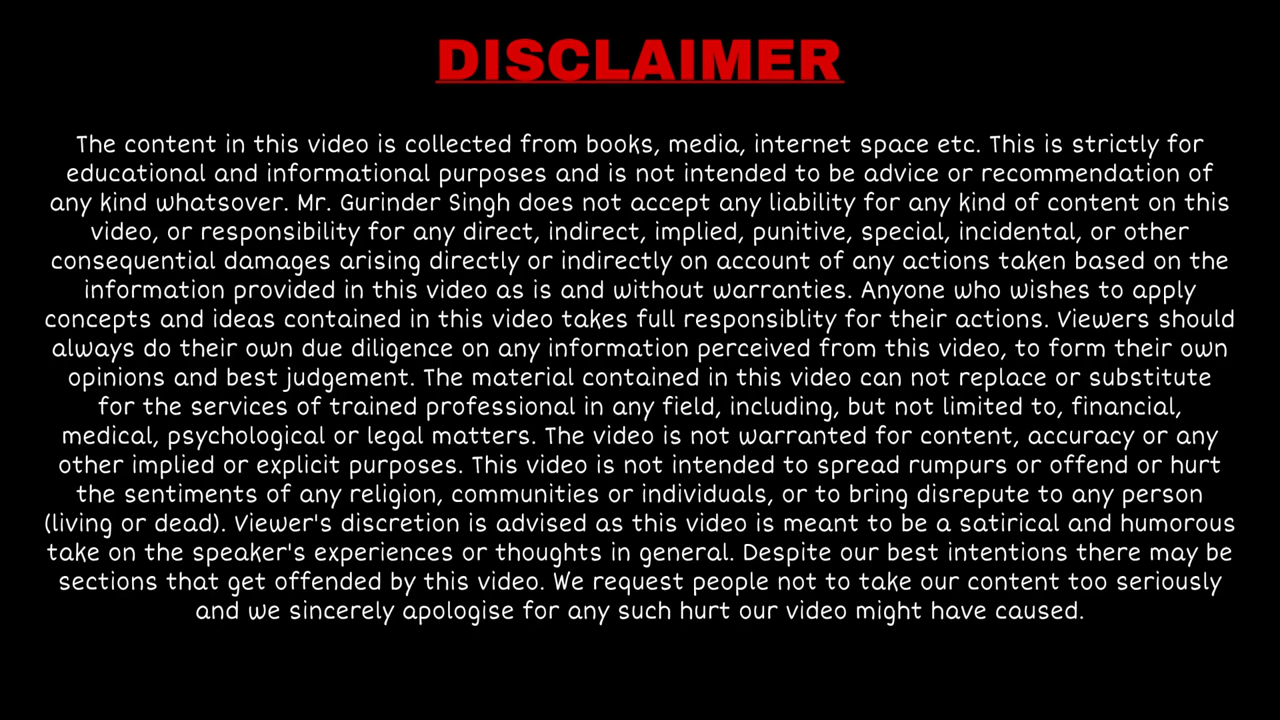 DISCLAIMER
The content in this video is collected from books, media, internet space etc. This is strictly for
educational and informational purposes and is not intended to be advice or recommendation of
any kind whatsover. Mr. Gurinder Singh does not accept any liability for any kind of content on this
video, or responsibility for any direct, indirect, implied, punitive, special, incidental, or other
consequential damages arising directly or indirectly on account of any actions taken based on the
information provided in this video as is and without warranties. Anyone who wishes to apply
concepts and ideas contained in this video takes full responsiblity for their actions. Viewers should
always do their own due diligence on any information perceived from this video, to form their own
opinions and best judgement. The material contained in this video can not replace or substitute
for the services of trained professional in any field, including, but not limited to, financial,
medical, psychological or legal matters. The video is not warranted for content, accuracy or any
other implied or explicit purposes. This video is not intended to spread rumpurs or offend or hurt
the sentiments of any religion, communities or individuals, or to bring disrepute to any person
(living or dead). Viewer's discretion is advised as this video is meant to be a satirical and humorous
take on the speaker's experiences or thoughts in general. Despite our best intentions there may be
sections that get offended by this video. We request people not to take our content too seriously
and we sincerely apologise for any such hurt our video might have caused.